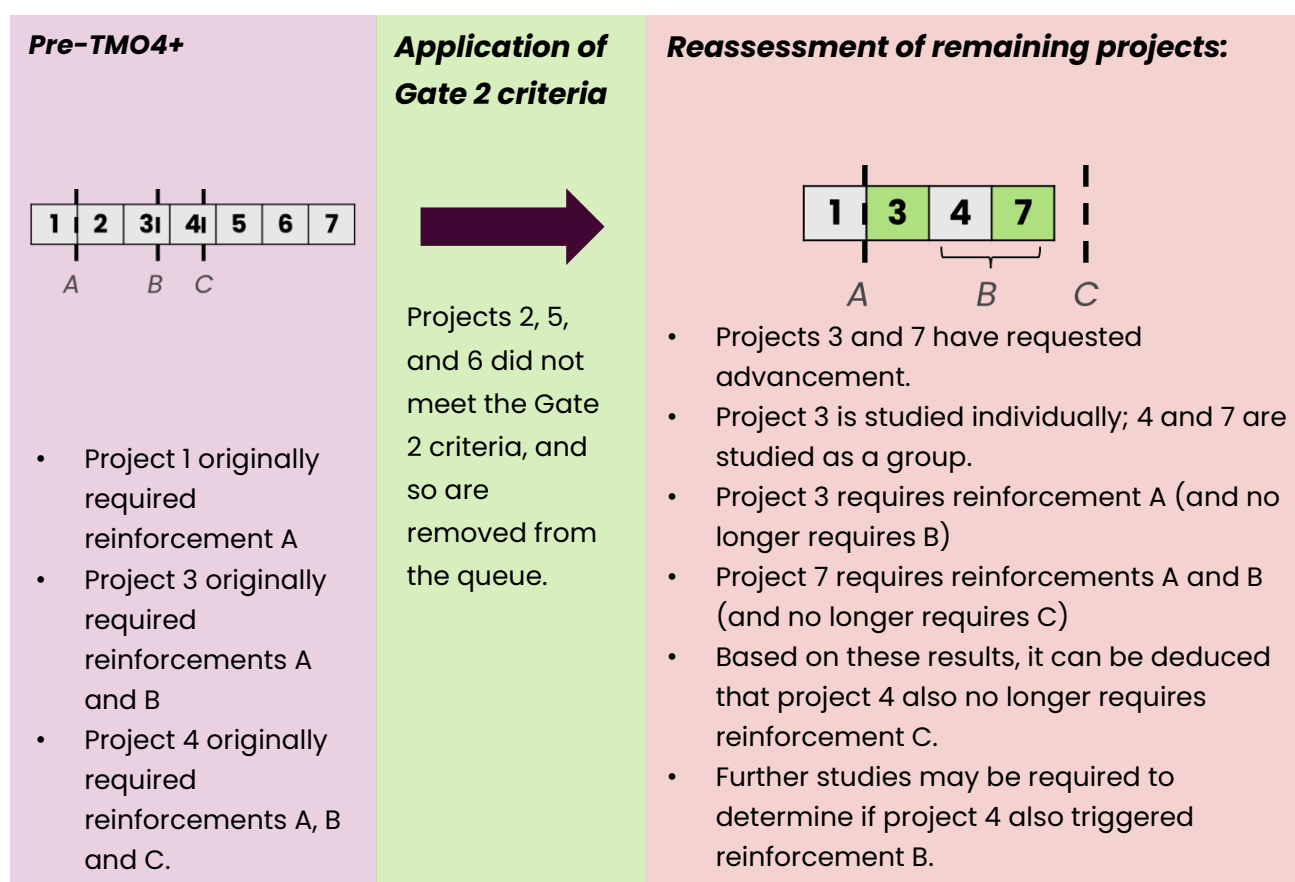 Pre-TMO4+
1 2 3 4 5 6 7
A B C
• Project 1 originally
required
reinforcement A
• Project 3 originally
required
reinforcements A
and B
• Project 4 originally
required
reinforcements A, B
and C.
Application of
Gate 2 criteria
Projects 2, 5,
and 6 did not
meet the Gate
2 criteria, and
so are
removed from
the queue.
Reassessment of remaining projects:
1 3 4 7
A B C
• Projects 3 and 7 have requested
advancement.
• Project 3 is studied individually; 4 and 7 are
studied as a group.
• Project 3 requires reinforcement A (and no
longer requires B)
• Project 7 requires reinforcements A and B
(and no longer requires C)
• Based on these results, it can be deduced
that project 4 also no longer requires
reinforcement C.
• Further studies may be required to
determine if project 4 also triggered
reinforcement B.